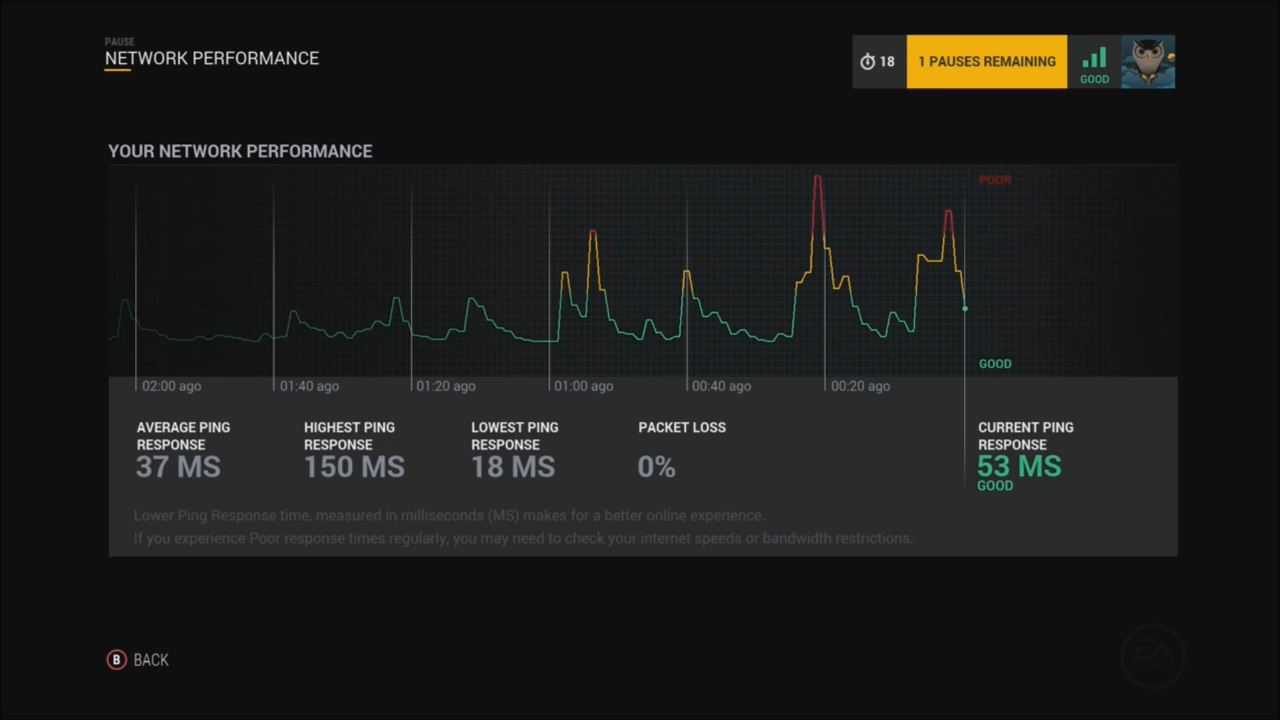 PAUSE
NETWORK PERFORMANCE
18
1 PAUSES REMAINING
GOOD
YOUR NETWORK PERFORMANCE
POOR
GOOD
02:00 ago
01:40 ago
01:20 ago
01:00 ago
00:40 ago
00:20 ago
AVERAGE PING
RESPONSE
37 MS
HIGHEST PING
RESPONSE
150 MS
LOWEST PING
RESPONSE
18 MS
PACKET LOSS
0%
CURRENT PING
RESPONSE
53 MS
GOOD
Lower Ping Response time, measured in milliseconds (MS) makes for a better online experience.
If you experience Poor response times regularly, you may need to check your internet speeds or bandwidth restrictions.
B BACK
EA